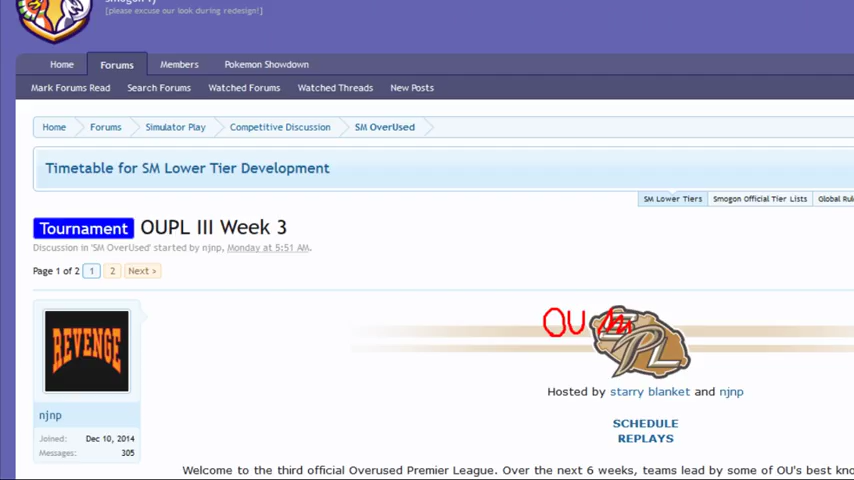 [please excuse our look during redesign!]
Home Forums Members Pokemon Showdown
Mark Forums Read Search Forums Watched Forums Watched Threads New Posts
Home Forums Simulator Play Competitive Discussion SM OverUsed
Timetable for SM Lower Tier Development
SM Lower Tiers Smogon Official Tier Lists Global
Tournament OUPL III Week 3
Discussion in 'SM OverUsed' started by njnp, Monday at 5:51 AM.
Page 1 of 2 1 2 Next >
REVENGE
OU
PL
Hosted by starry blanket and njnp
SCHEDULE
REPLAYS
njnp
Joined: Dec 10, 2014
Messages: 305
Welcome to the third official Overused Premier League. Over the next 6 weeks, teams lead by some of OU's best